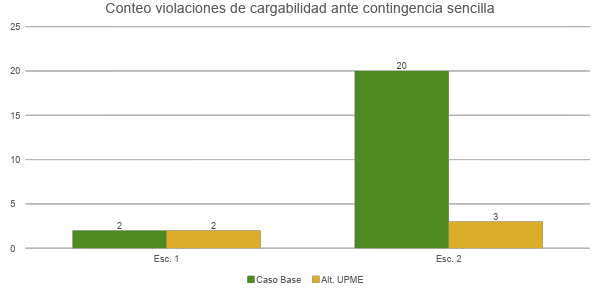 Conteo violaciones de cargabilidad ante contingencia sencilla
25
20
15
10
5
0
2
2
20
3
Esc. 1
Esc. 2
Caso Base
Alt. UPME